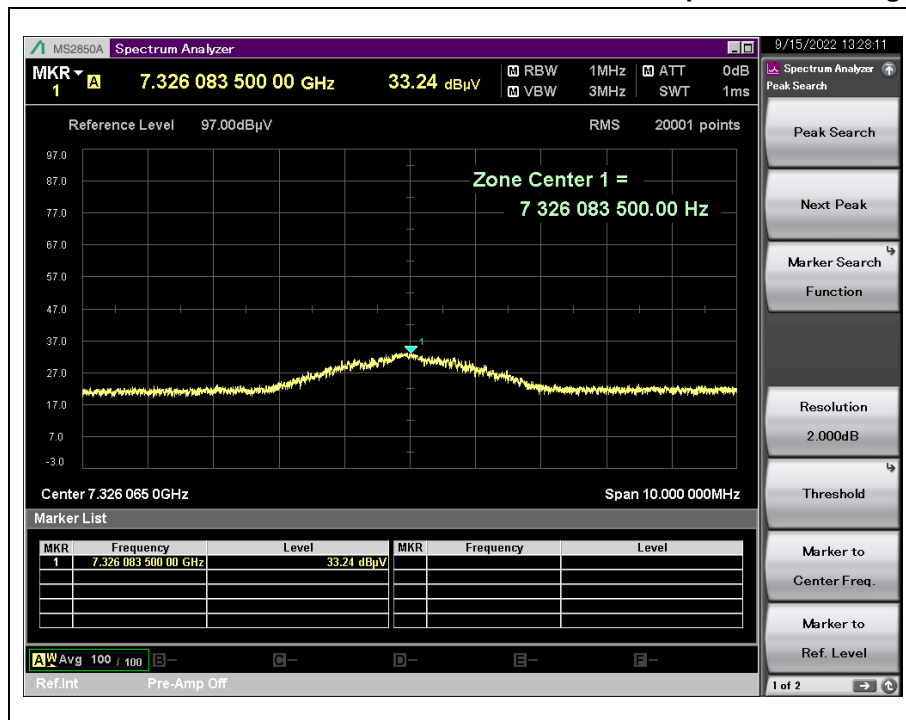 MS2850A Spectrum Analyzer
9/15/2022 13:28:11
MKR 1 A 7.326 083 500 00 GHz 33.24 dBµV
M RBW 1MHz M ATT 0dB
M VBW 3MHz SWT 1ms
Reference Level 97.00dBµV RMS 20001 points
97.0
87.0
77.0
67.0
57.0
47.0
37.0
27.0
17.0
7.0
-3.0
Zone Center 1 =
7 326 083 500.00 Hz
1
Center 7.326 065 0GHz Span 10.000 000MHz
Marker List
MKR Frequency Level MKR Frequency Level
1 7.326 083 500 00 GHz 33.24 dBµV
A W Avg 100 / 100 B- C- D- E- F-
Ref.Int Pre-Amp Off
Spectrum Analyzer
Peak Search
Peak Search
Next Peak
Marker Search
Function
Resolution
2.000dB
Threshold
Marker to
Center Freq.
Marker to
Ref. Level
1 of 2